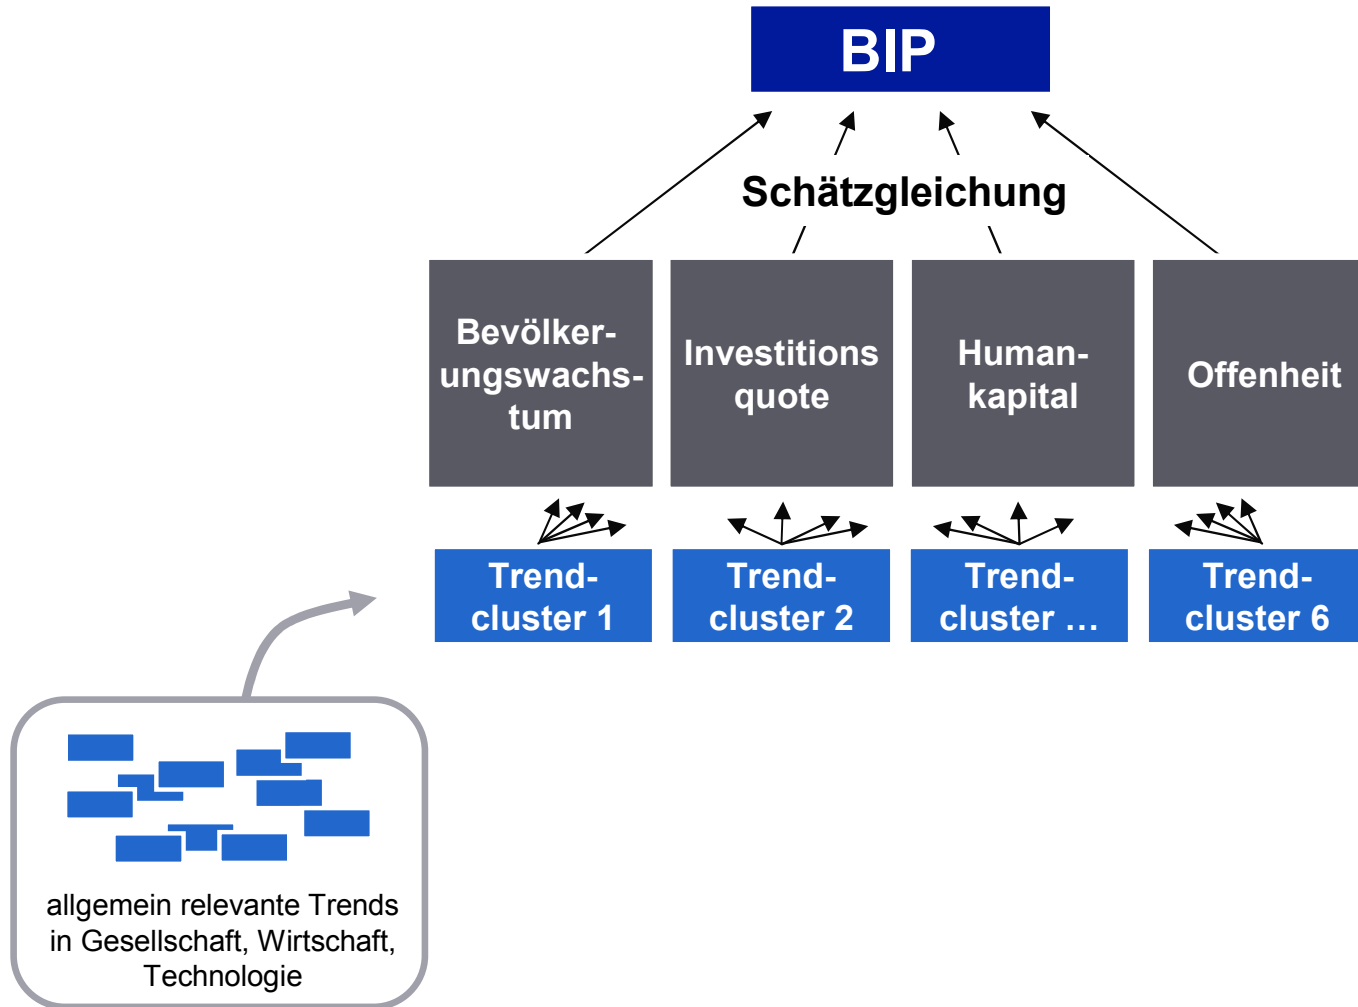 BIP
Schätzgleichung
Bevölker-
ungswachs-
tum
Investitions
quote
Human-
kapital
Offenheit
Trend-
cluster 1
Trend-
cluster 2
Trend-
cluster …
Trend-
cluster 6
allgemein relevante Trends
in Gesellschaft, Wirtschaft,
Technologie